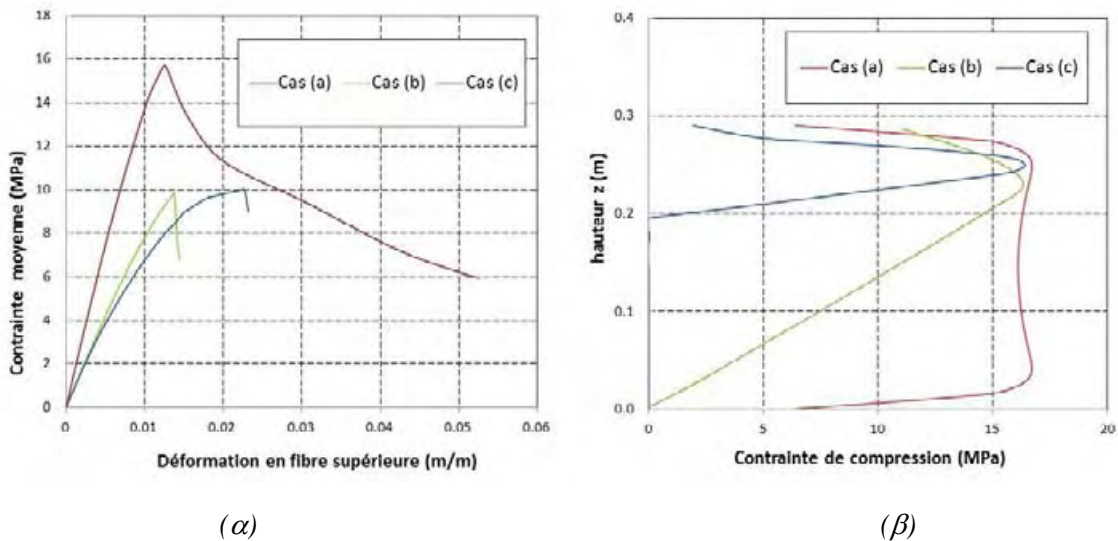 18
16
14
12
10
8
6
4
2
0
Contrainte moyenne (MPa)
Cas (a) Cas (b) Cas (c)
0 0.01 0.02 0.03 0.04 0.05 0.06
Déformation en fibre supérieure (m/m)
(α)
0.4
0.3
0.2
0.1
0.0
hauteur z (m)
Cas (a) Cas (b) Cas (c)
0 5 10 15 20
Contrainte de compression (MPa)
(β)